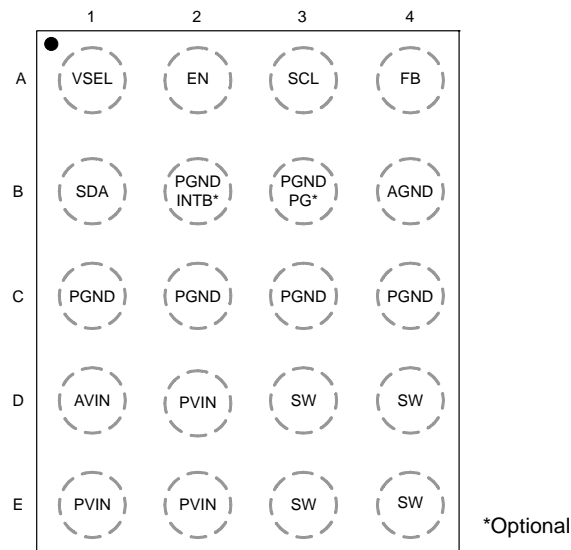 1 2 3 4
A VSEL EN SCL FB
B SDA PGND INTB* PGND PG* AGND
C PGND PGND PGND PGND
D AVIN PVIN SW SW
E PVIN PVIN SW SW
*Optional